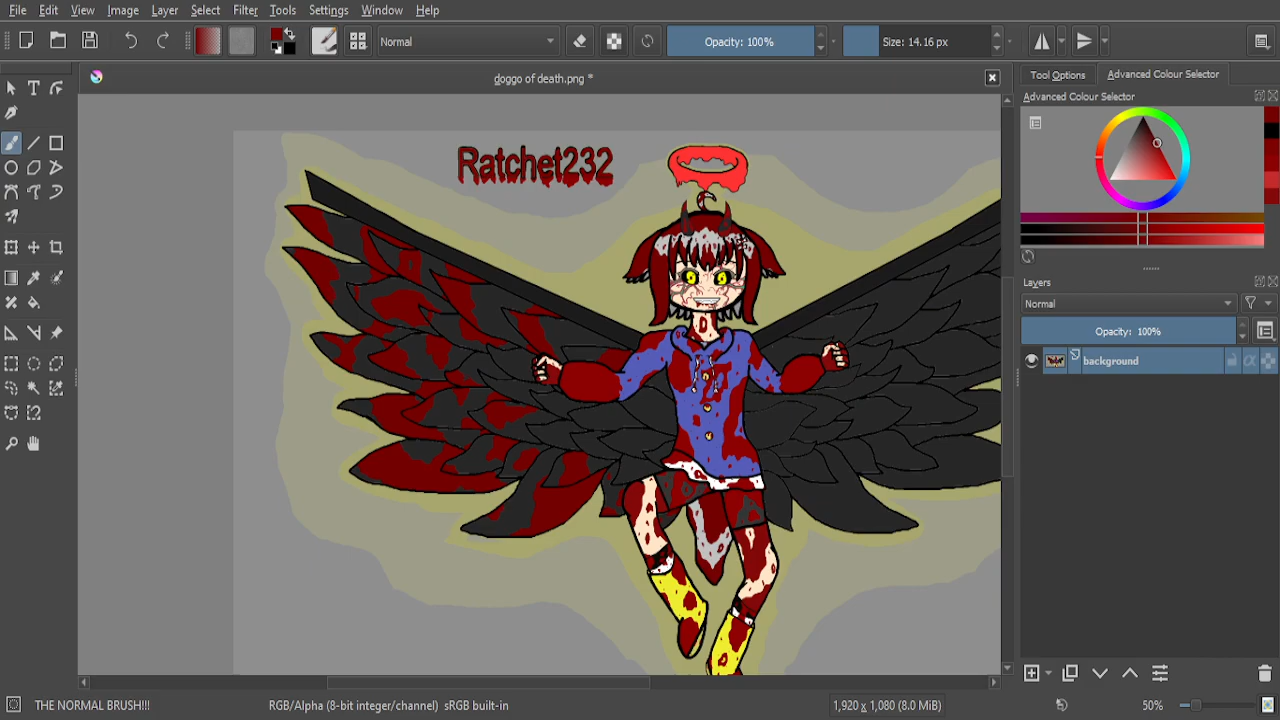 File Edit View Image Layer Select Filter Tools Settings Window Help
Normal Opacity: 100% Size: 14.16 px
doggo of death.png *
Tool Options Advanced Colour Selector
Advanced Colour Selector
Ratchet232
Layers
Normal
Opacity: 100%
background
THE NORMAL BRUSH!!! RGB/Alpha (8-bit integer/channel) sRGB built-in 1,920 x 1,080 (8.0 MiB) 50%